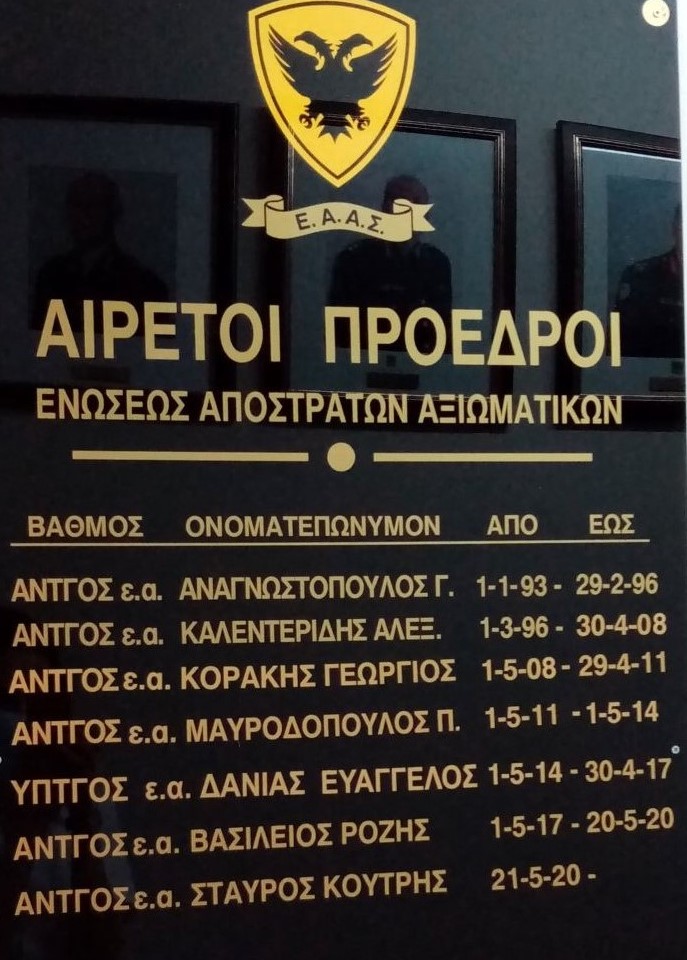 Ε.Α.Α.Σ.
ΑΙΡΕΤΟΙ ΠΡΟΕΔΡΟΙ
ΕΝΩΣΕΩΣ ΑΠΟΣΤΡΑΤΩΝ ΑΞΙΩΜΑΤΙΚΩΝ
ΒΑΘΜΟΣ ΟΝΟΜΑΤΕΠΩΝΥΜΟΝ ΑΠΟ ΕΩΣ
ΑΝΤΓΟΣ ε.α. ΑΝΑΓΝΩΣΤΟΠΟΥΛΟΣ Γ. 1-1-93 - 29-2-96
ΑΝΤΓΟΣ ε.α. ΚΑΛΕΝΤΕΡΙΔΗΣ ΑΛΕΞ. 1-3-96 - 30-4-08
ΑΝΤΓΟΣ ε.α. ΚΟΡΑΚΗΣ ΓΕΩΡΓΙΟΣ 1-5-08 - 29-4-11
ΑΝΤΓΟΣ ε.α. ΜΑΥΡΟΔΟΠΟΥΛΟΣ Π. 1-5-11 - 1-5-14
ΥΠΤΓΟΣ ε.α. ΔΑΝΙΑΣ ΕΥΑΓΓΕΛΟΣ 1-5-14 - 30-4-17
ΑΝΤΓΟΣ ε.α. ΒΑΣΙΛΕΙΟΣ ΡΟΖΗΣ 1-5-17 - 20-5-20
ΑΝΤΓΟΣ ε.α. ΣΤΑΥΡΟΣ ΚΟΥΤΡΗΣ 21-5-20 -